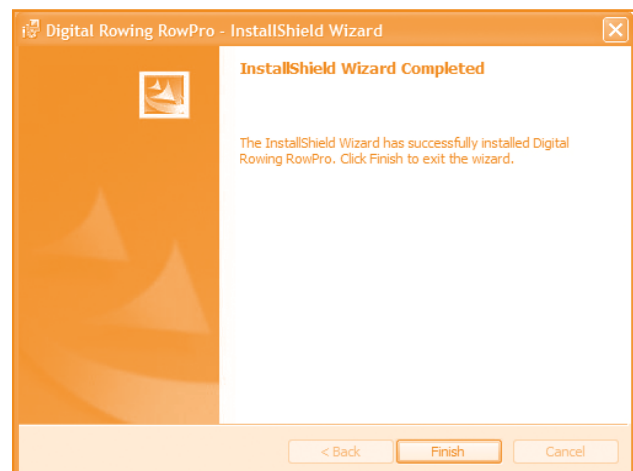 Digital Rowing RowPro - InstallShield Wizard
InstallShield Wizard Completed
The InstallShield Wizard has successfully installed Digital
Rowing RowPro. Click Finish to exit the wizard.
< Back Finish Cancel